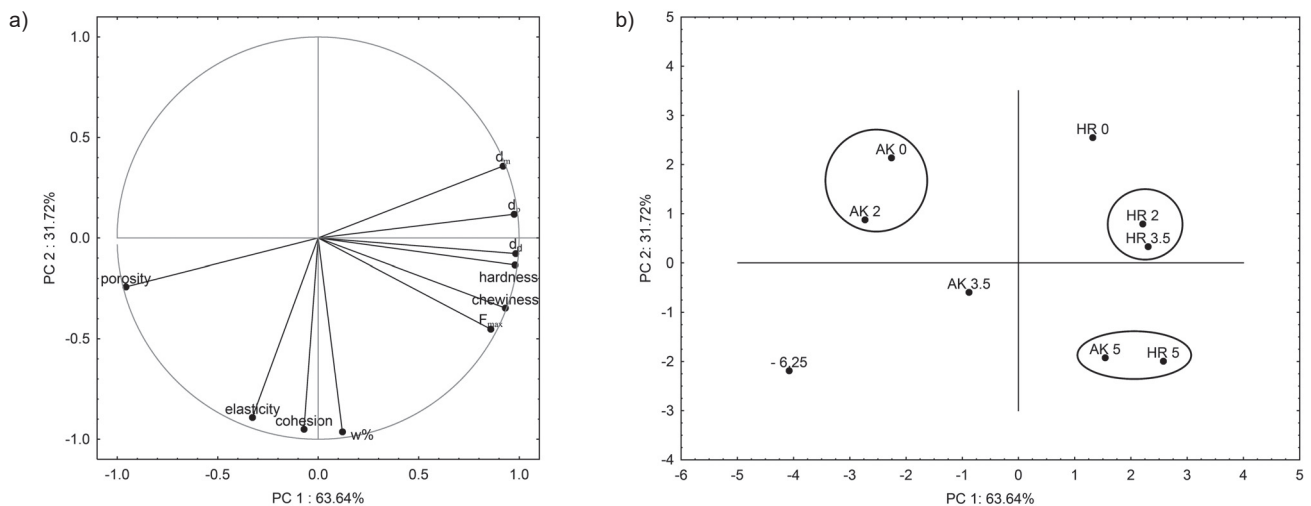 a)
1.0
0.5
0.0
-0.5
-1.0
PC 2 : 31.72%
-1.0 -0.5 0.0 0.5 1.0
PC 1 : 63.64%
dm
dd
hardness
chewiness
Fmax
porosity
elasticity
cohesion
w%
b)
5
4
3
2
1
0
-1
-2
-3
-4
PC 2: 31.72%
-6 -5 -4 -3 -2 -1 0 1 2 3 4 5
PC 1: 63.64%
HR 0
AK 0
AK 2
HR 2
HR 3.5
AK 3.5
AK 5 HR 5
- 6.25